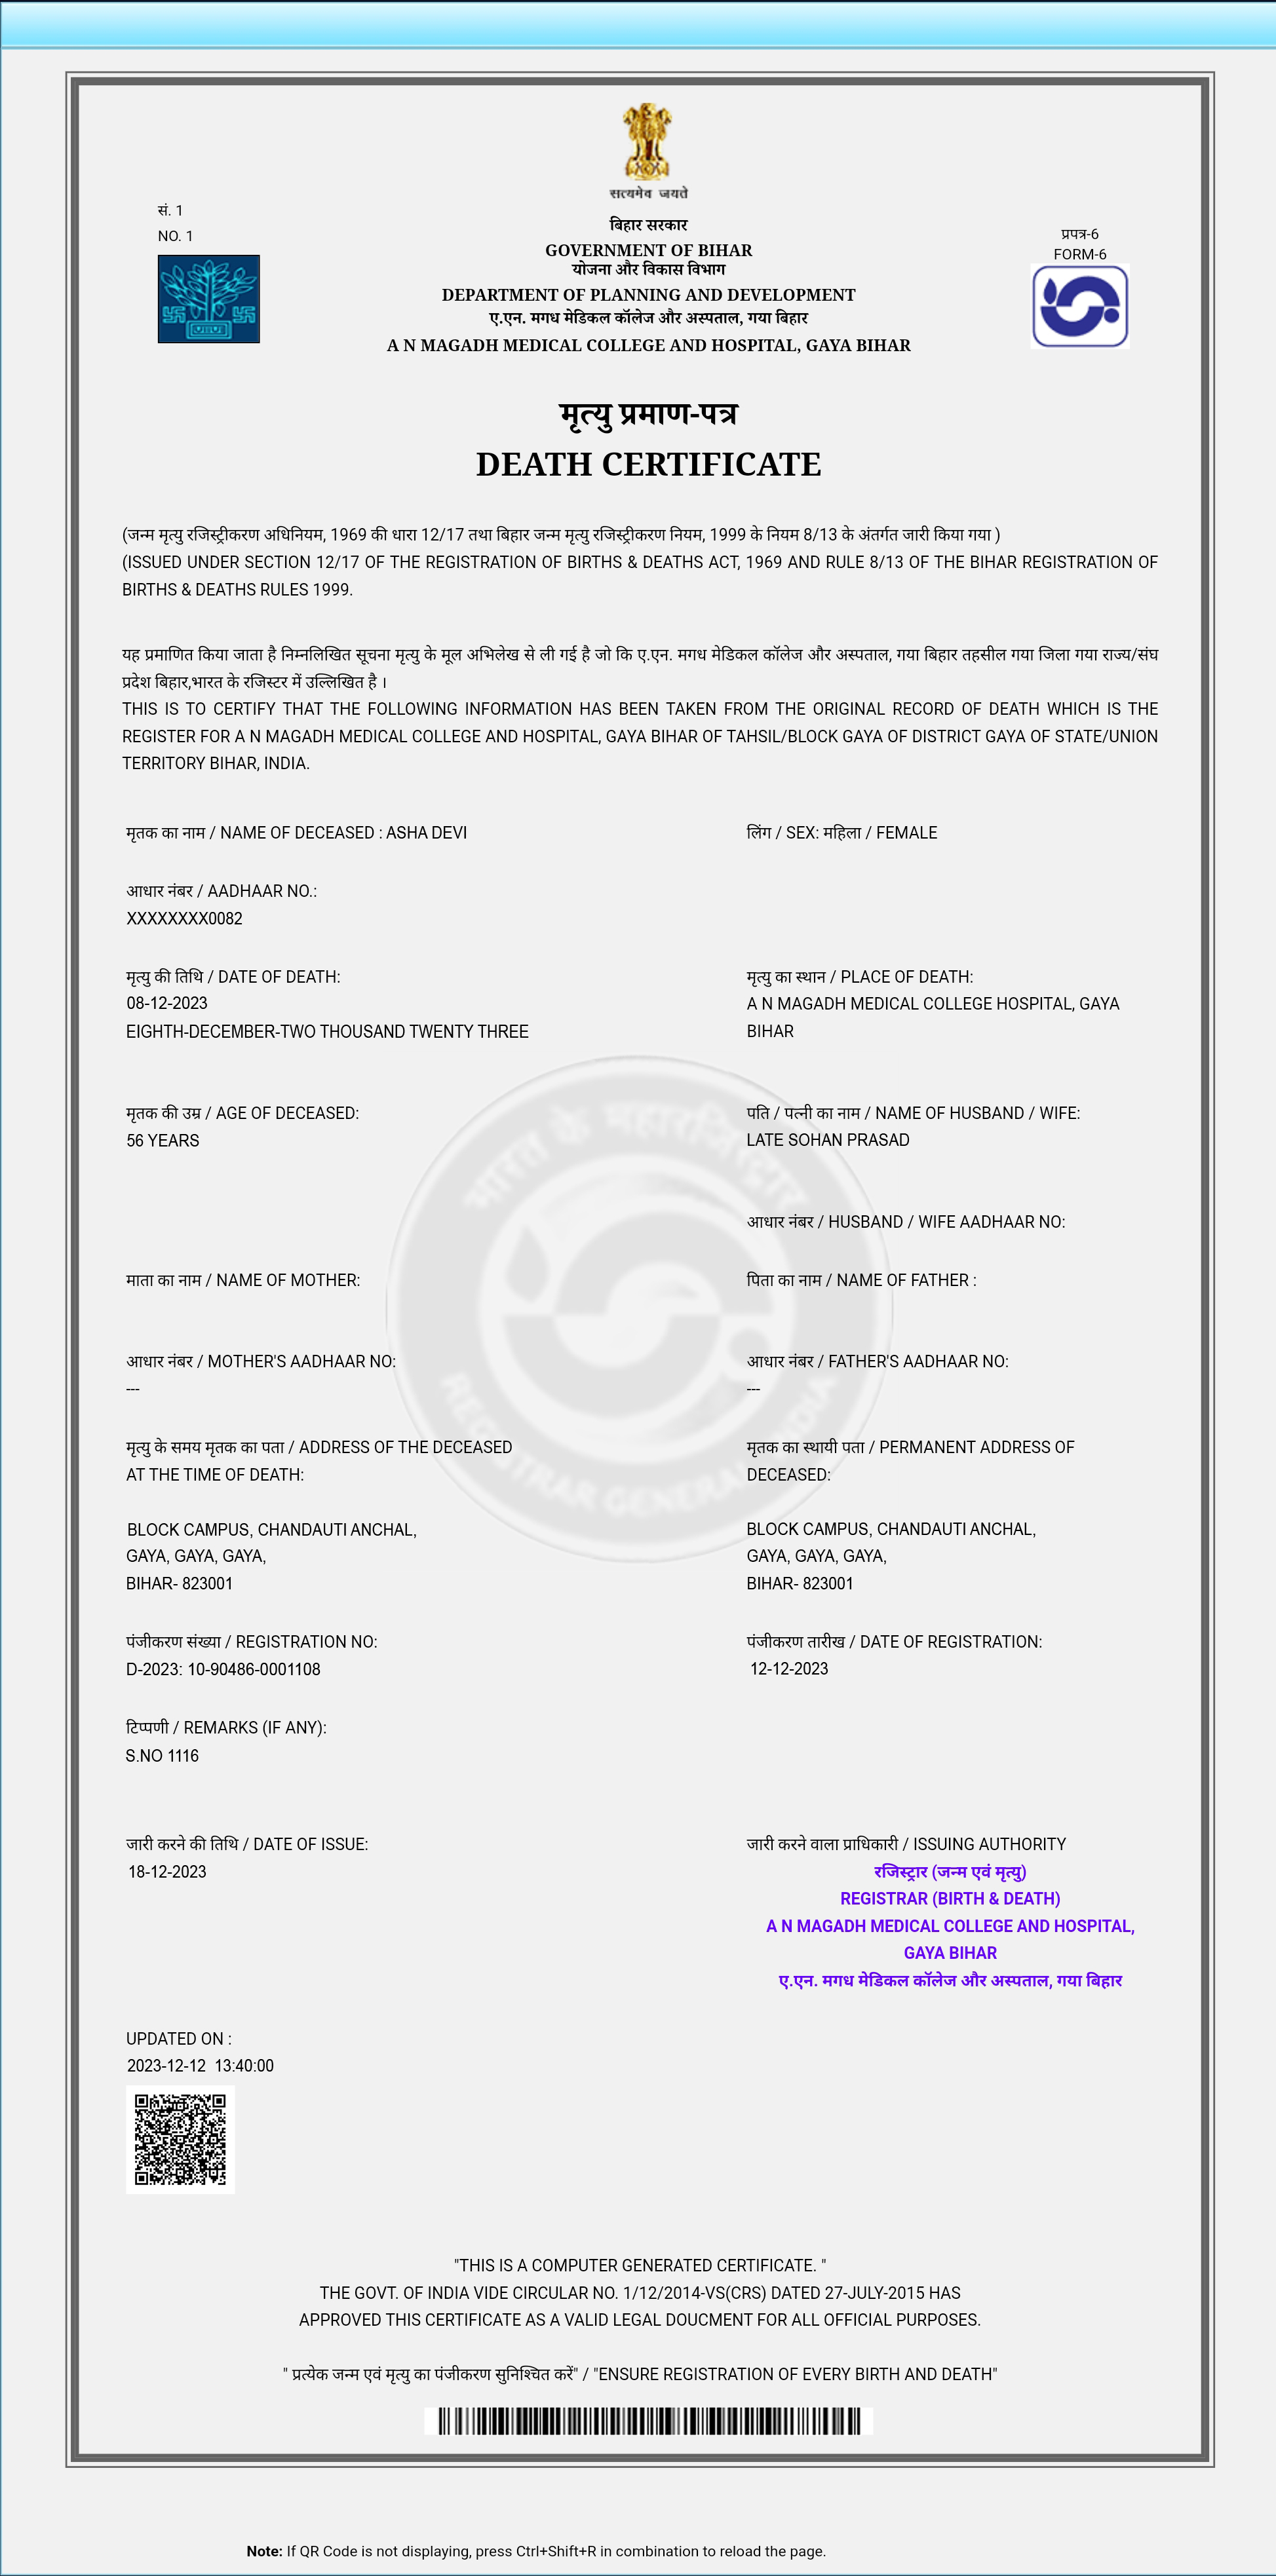 सत्यमेव जयते
सं. 1
NO. 1
बिहार सरकार
GOVERNMENT OF BIHAR
योजना और विकास विभाग
DEPARTMENT OF PLANNING AND DEVELOPMENT
ए.एन. मगध मेडिकल कॉलेज और अस्पताल, गया बिहार
A N MAGADH MEDICAL COLLEGE AND HOSPITAL, GAYA BIHAR
प्रपत्र-6
FORM-6
मृत्यु प्रमाण-पत्र
DEATH CERTIFICATE
(जन्म मृत्यु रजिस्ट्रीकरण अधिनियम, 1969 की धारा 12/17 तथा बिहार जन्म मृत्यु रजिस्ट्रीकरण नियम, 1999 के नियम 8/13 के अंतर्गत जारी किया गया )
(ISSUED UNDER SECTION 12/17 OF THE REGISTRATION OF BIRTHS & DEATHS ACT, 1969 AND RULE 8/13 OF THE BIHAR REGISTRATION OF
BIRTHS & DEATHS RULES 1999.
यह प्रमाणित किया जाता है निम्नलिखित सूचना मृत्यु के मूल अभिलेख से ली गई है जो कि ए.एन. मगध मेडिकल कॉलेज और अस्पताल, गया बिहार तहसील गया जिला गया राज्य/संघ
प्रदेश बिहार,भारत के रजिस्टर में उल्लिखित है ।
THIS IS TO CERTIFY THAT THE FOLLOWING INFORMATION HAS BEEN TAKEN FROM THE ORIGINAL RECORD OF DEATH WHICH IS THE
REGISTER FOR A N MAGADH MEDICAL COLLEGE AND HOSPITAL, GAYA BIHAR OF TAHSIL/BLOCK GAYA OF DISTRICT GAYA OF STATE/UNION
TERRITORY BIHAR, INDIA.
मृतक का नाम / NAME OF DECEASED : ASHA DEVI
लिंग / SEX: महिला / FEMALE
आधार नंबर / AADHAAR NO.:
XXXXXXXX0082
मृत्यु की तिथि / DATE OF DEATH:
08-12-2023
EIGHTH-DECEMBER-TWO THOUSAND TWENTY THREE
मृत्यु का स्थान / PLACE OF DEATH:
A N MAGADH MEDICAL COLLEGE HOSPITAL, GAYA
BIHAR
मृतक की उम्र / AGE OF DECEASED:
56 YEARS
पति / पत्नी का नाम / NAME OF HUSBAND / WIFE:
LATE SOHAN PRASAD
आधार नंबर / HUSBAND / WIFE AADHAAR NO:
माता का नाम / NAME OF MOTHER:
पिता का नाम / NAME OF FATHER :
आधार नंबर / MOTHER'S AADHAAR NO:
---
आधार नंबर / FATHER'S AADHAAR NO:
---
भारत के महारजिस्ट्रार
REGISTRAR GENERAL INDIA
मृत्यु के समय मृतक का पता / ADDRESS OF THE DECEASED
AT THE TIME OF DEATH:
BLOCK CAMPUS, CHANDAUTI ANCHAL,
GAYA, GAYA, GAYA,
BIHAR- 823001
मृतक का स्थायी पता / PERMANENT ADDRESS OF
DECEASED:
BLOCK CAMPUS, CHANDAUTI ANCHAL,
GAYA, GAYA, GAYA,
BIHAR- 823001
पंजीकरण संख्या / REGISTRATION NO:
D-2023: 10-90486-0001108
पंजीकरण तारीख / DATE OF REGISTRATION:
12-12-2023
टिप्पणी / REMARKS (IF ANY):
S.NO 1116
जारी करने की तिथि / DATE OF ISSUE:
18-12-2023
जारी करने वाला प्राधिकारी / ISSUING AUTHORITY
रजिस्ट्रार (जन्म एवं मृत्यु)
REGISTRAR (BIRTH & DEATH)
A N MAGADH MEDICAL COLLEGE AND HOSPITAL,
GAYA BIHAR
ए.एन. मगध मेडिकल कॉलेज और अस्पताल, गया बिहार
UPDATED ON :
2023-12-12 13:40:00
"THIS IS A COMPUTER GENERATED CERTIFICATE. "
THE GOVT. OF INDIA VIDE CIRCULAR NO. 1/12/2014-VS(CRS) DATED 27-JULY-2015 HAS
APPROVED THIS CERTIFICATE AS A VALID LEGAL DOUCMENT FOR ALL OFFICIAL PURPOSES.
" प्रत्येक जन्म एवं मृत्यु का पंजीकरण सुनिश्चित करें" / "ENSURE REGISTRATION OF EVERY BIRTH AND DEATH"
Note: If QR Code is not displaying, press Ctrl+Shift+R in combination to reload the page.